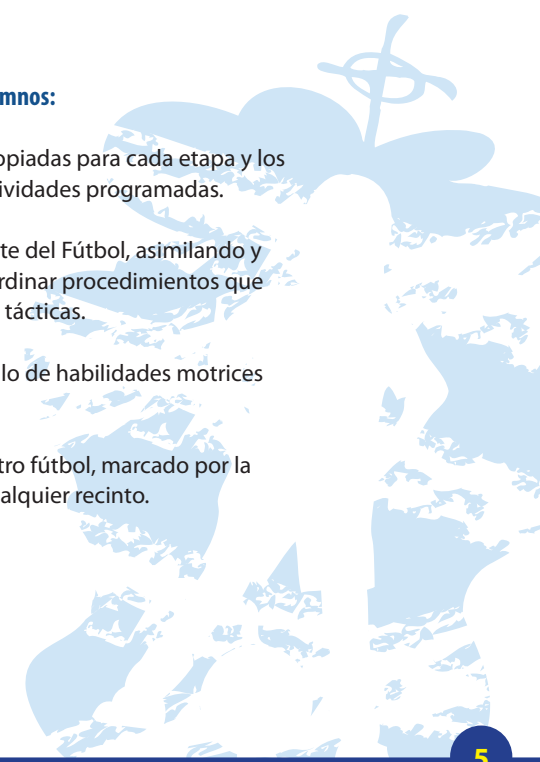 mnos:
opiadas para cada etapa y los
tividades programadas.
te del Fútbol, asimilando y
rdinar procedimientos que
tácticas.
lo de habilidades motrices
tro fútbol, marcado por la
alquier recinto.
5